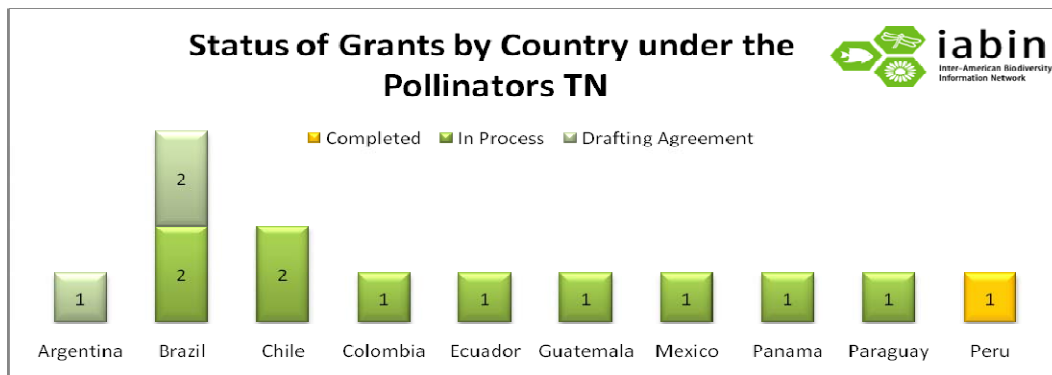 Status of Grants by Country under the
Pollinators TN
iabin
Inter-American Biodiversity
Information Network
Completed In Process Drafting Agreement
2
1 2 2 1 1 1 1 1 1 1
Argentina Brazil Chile Colombia Ecuador Guatemala Mexico Panama Paraguay Peru